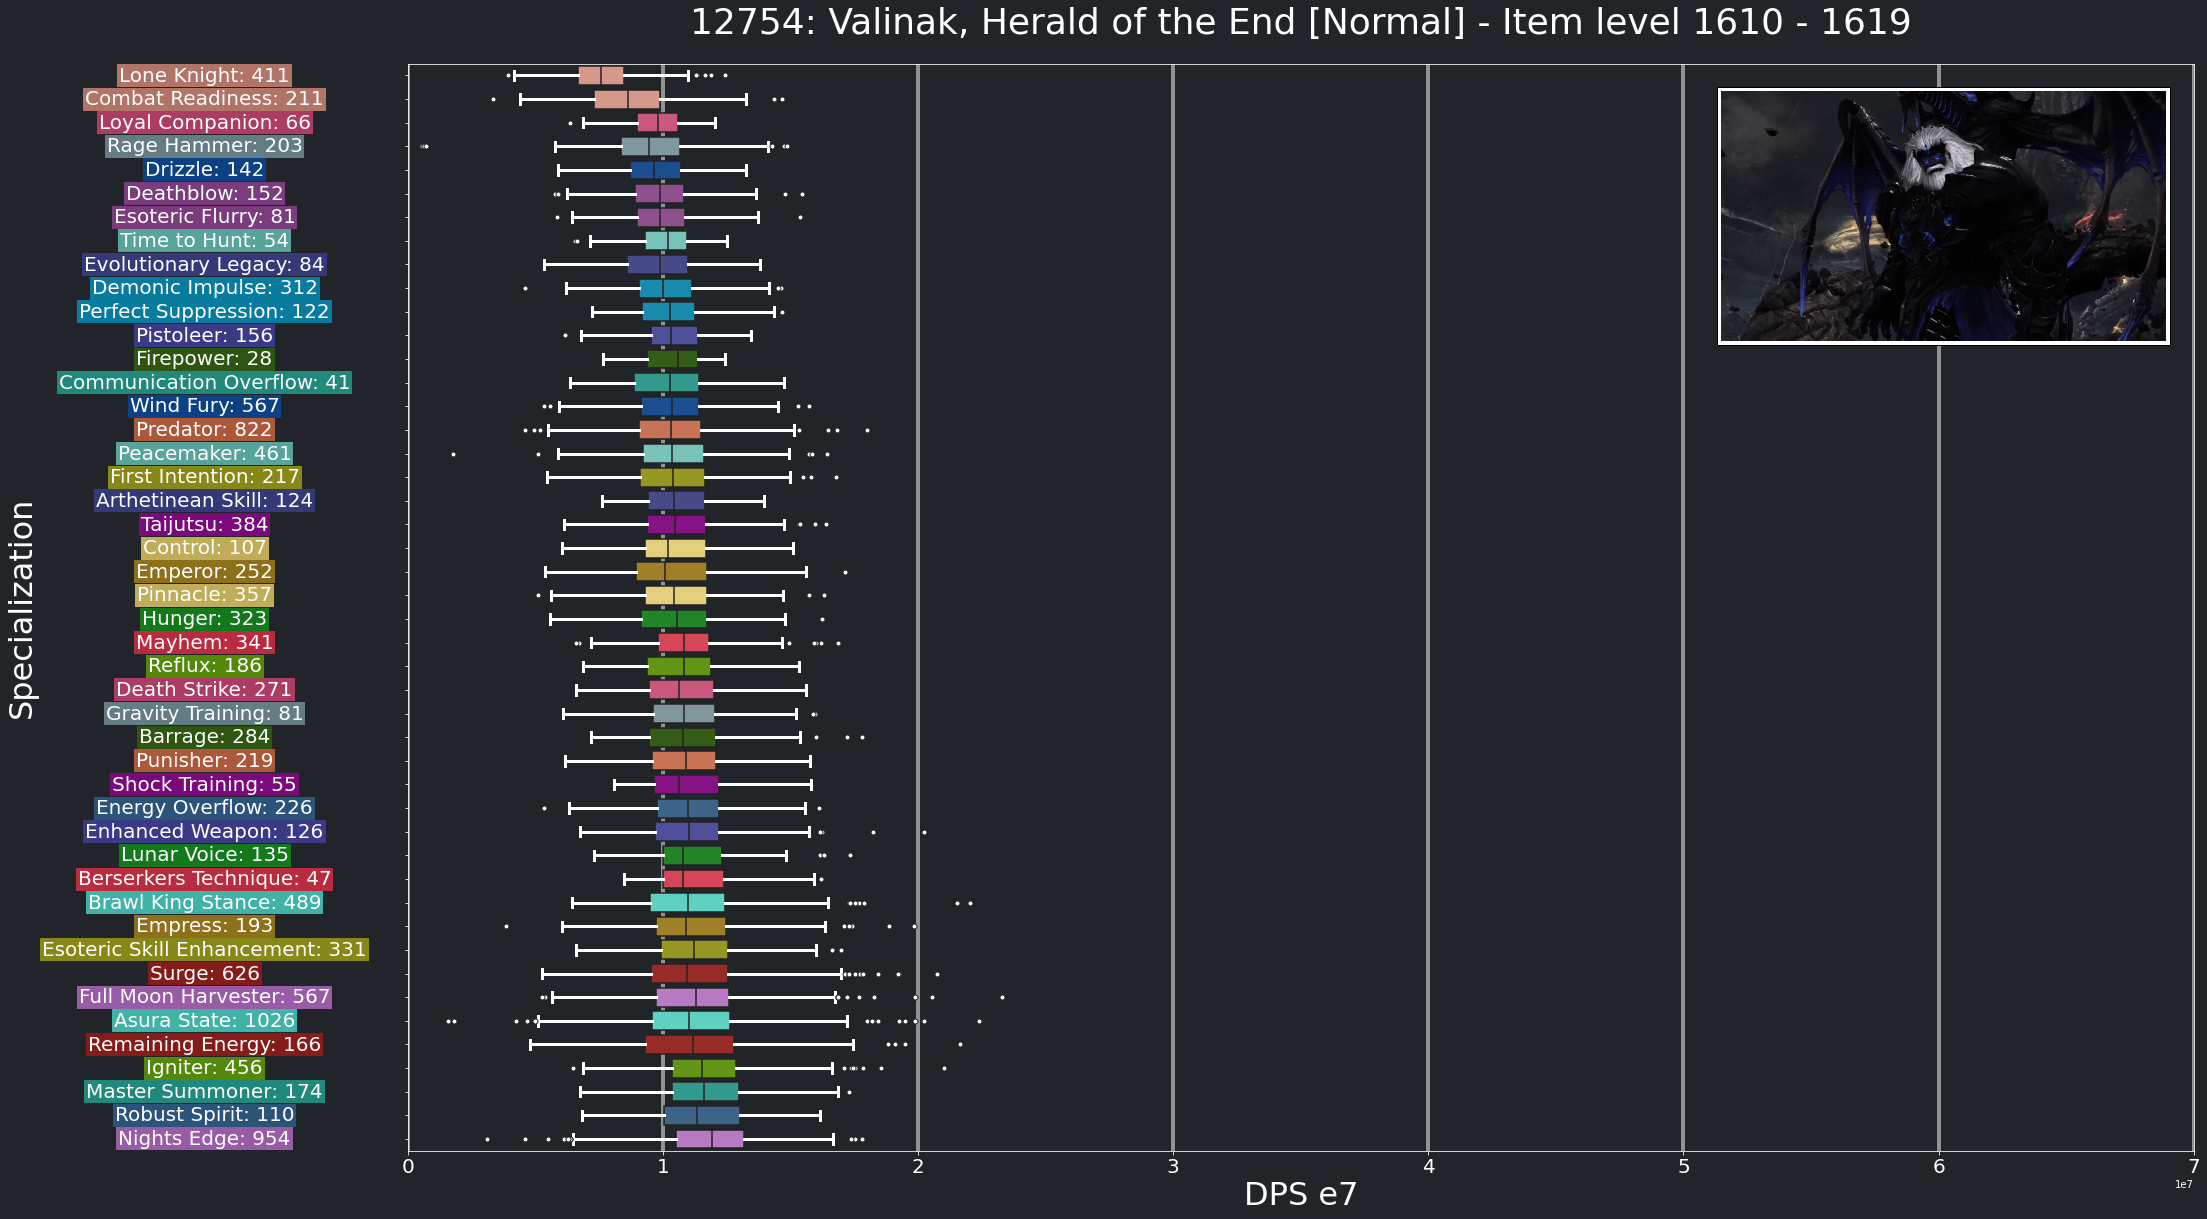 12754: Valinak, Herald of the End [Normal] - Item level 1610 - 1619
Lone Knight: 411
Combat Readiness: 211
Loyal Companion: 66
Rage Hammer: 203
Drizzle: 142
Deathblow: 152
Esoteric Flurry: 81
Time to Hunt: 54
Evolutionary Legacy: 84
Demonic Impulse: 312
Perfect Suppression: 122
Pistoleer: 156
Firepower: 28
Communication Overflow: 41
Wind Fury: 567
Predator: 822
Peacemaker: 461
First Intention: 217
Arthetinean Skill: 124
Taijutsu: 384
Control: 107
Emperor: 252
Pinnacle: 357
Hunger: 323
Mayhem: 341
Reflux: 186
Death Strike: 271
Gravity Training: 81
Barrage: 284
Punisher: 219
Shock Training: 55
Energy Overflow: 226
Enhanced Weapon: 126
Lunar Voice: 135
Berserkers Technique: 47
Brawl King Stance: 489
Empress: 193
Esoteric Skill Enhancement: 331
Surge: 626
Full Moon Harvester: 567
Asura State: 1026
Remaining Energy: 166
Igniter: 456
Master Summoner: 174
Robust Spirit: 110
Nights Edge: 954
Specialization
0 1 2 3 4 5 6 7
1e7
DPS e7